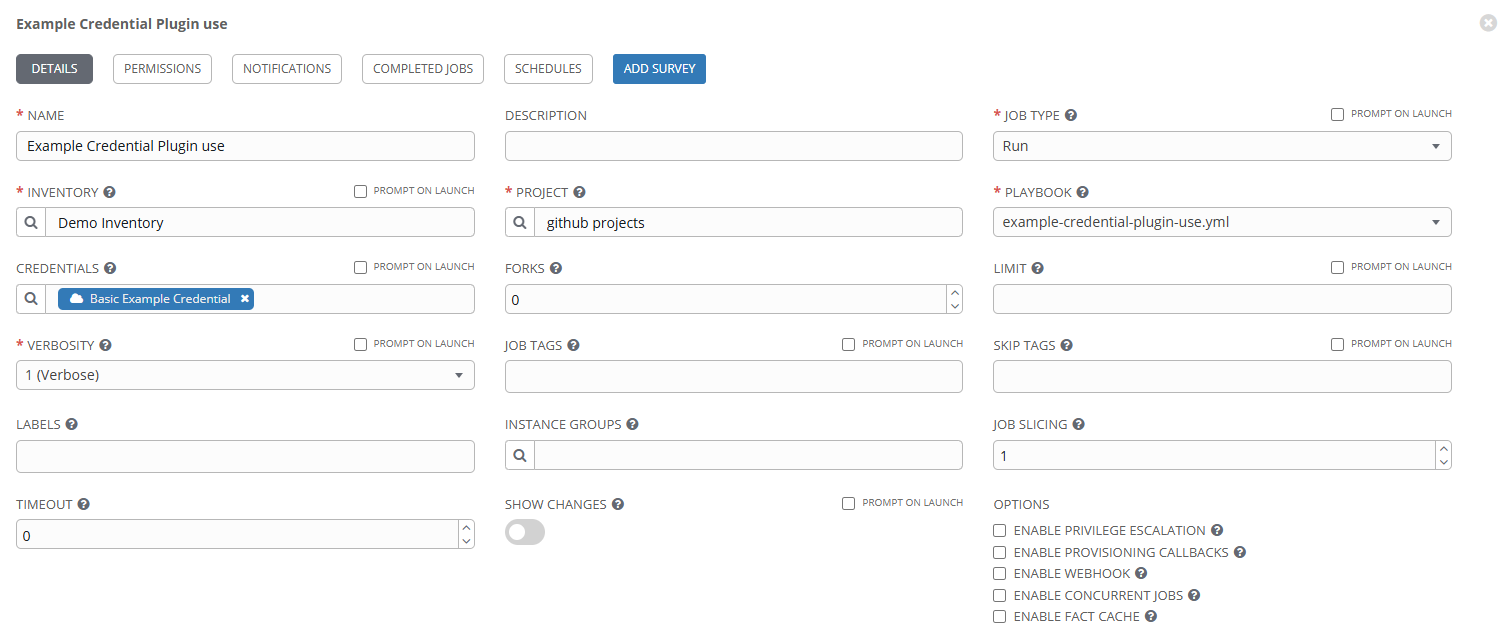 Example Credential Plugin use
DETAILS PERMISSIONS NOTIFICATIONS COMPLETED JOBS SCHEDULES ADD SURVEY
* NAME DESCRIPTION * JOB TYPE ? PROMPT ON LAUNCH
Example Credential Plugin use Run
* INVENTORY ? PROMPT ON LAUNCH * PROJECT ? * PLAYBOOK ?
Demo Inventory github projects example-credential-plugin-use.yml
CREDENTIALS ? PROMPT ON LAUNCH FORKS ? LIMIT ? PROMPT ON LAUNCH
Basic Example Credential 0
* VERBOSITY ? PROMPT ON LAUNCH JOB TAGS ? PROMPT ON LAUNCH SKIP TAGS ? PROMPT ON LAUNCH
1 (Verbose)
LABELS ? INSTANCE GROUPS ? JOB SLICING ?
1
TIMEOUT ? SHOW CHANGES ? PROMPT ON LAUNCH OPTIONS
0
ENABLE PRIVILEGE ESCALATION ?
ENABLE PROVISIONING CALLBACKS ?
ENABLE WEBHOOK ?
ENABLE CONCURRENT JOBS ?
ENABLE FACT CACHE ?